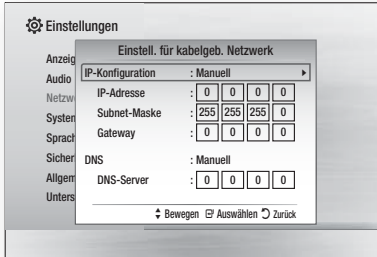 Einstellungen
Einstell. für kabelgeb. Netzwerk
Anzeig
Audio
Netzw
System
Sprach
Sicher
Allgem
Unters
IP-Konfiguration : Manuell
IP-Adresse : 0 0 0 0
Subnet-Maske : 255 255 255 0
Gateway : 0 0 0 0
DNS : Manuell
DNS-Server : 0 0 0 0
Bewegen Auswählen Zurück